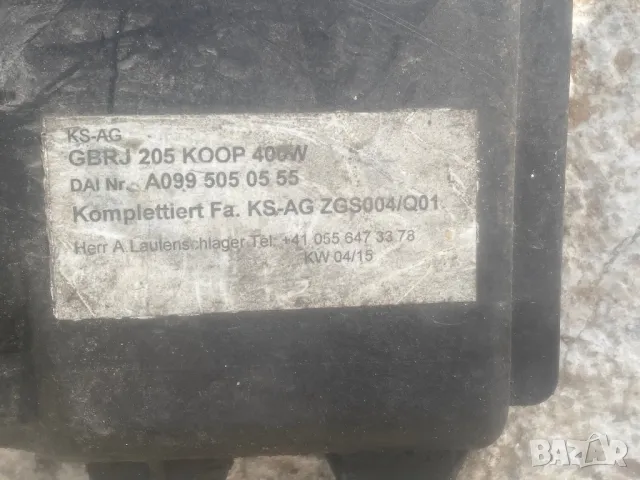 KS-AG
GBRJ 205 KOOP 400W
DAI Nr. A099 505 05 55
Komplettiert Fa. KS-AG ZGS004/Q01
Herr A.Laufenschlager Tel: +41 055 647 33 78
KW 04/15
BAZAR